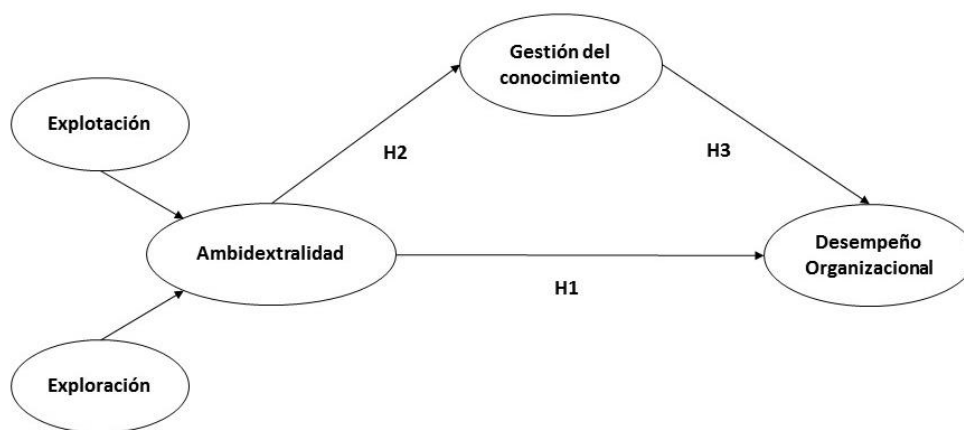 Gestión del
conocimiento
Explotación
H2
H3
Ambidextralidad
Desempeño
Organizacional
H1
Exploración